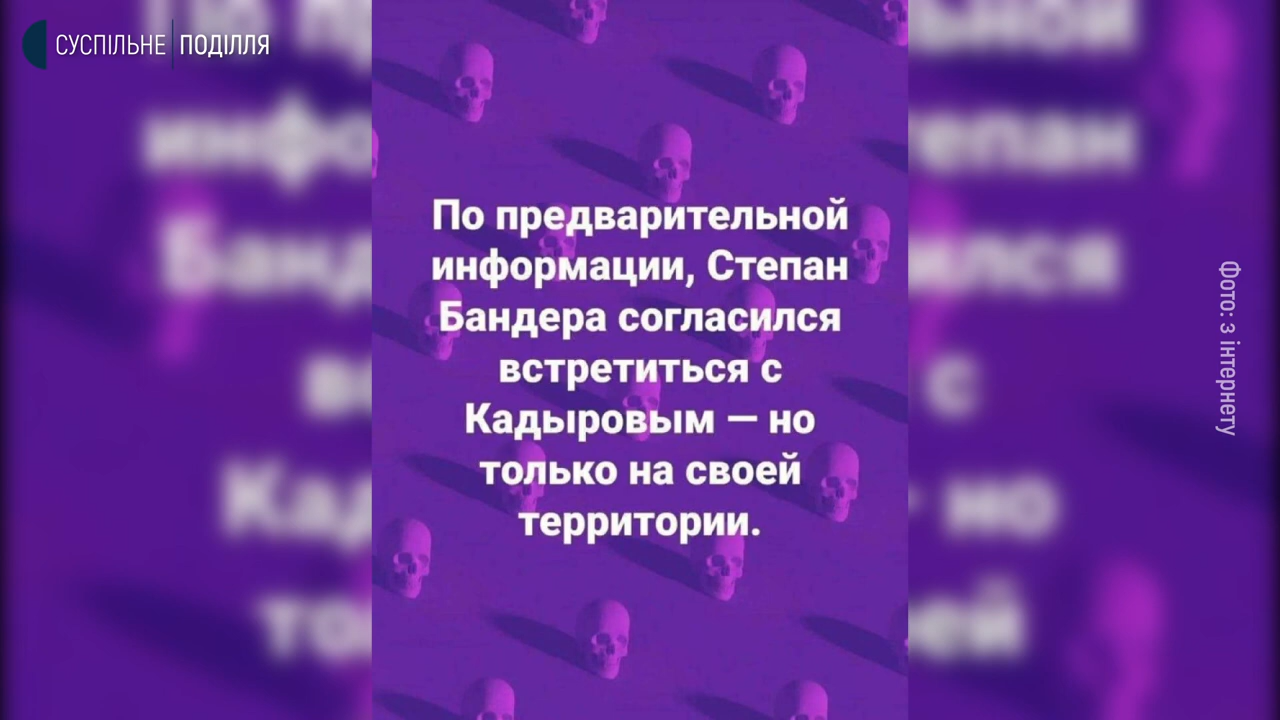 СУСПІЛЬНЕ ПОДІЛЛЯ
По предварительной
информации, Степан
Бандера согласился
встретиться с
Кадыровым — но
только на своей
территории.
Фото: з інтернету